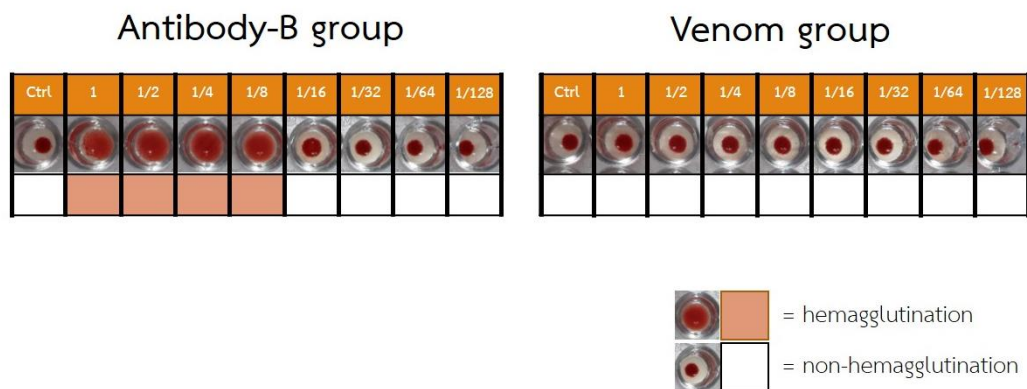 Antibody-B group
Venom group
Ctrl 1 1/2 1/4 1/8 1/16 1/32 1/64 1/128
Ctrl 1 1/2 1/4 1/8 1/16 1/32 1/64 1/128
= hemagglutination
= non-hemagglutination